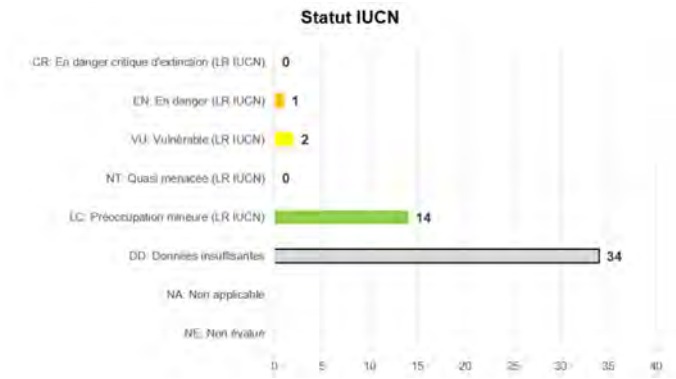 Statut IUCN
CR: En danger critique d'extinction (LR IUCN) 0
EN: En danger (LR IUCN) 1
VU: Vulnérable (LR IUCN) 2
NT: Quasi menacée (LR IUCN) 0
LC: Préoccupation mineure (LR IUCN) 14
DD: Données insuffisantes 34
NA: Non applicable
NE: Non évalué
0 5 10 15 20 25 30 35 40